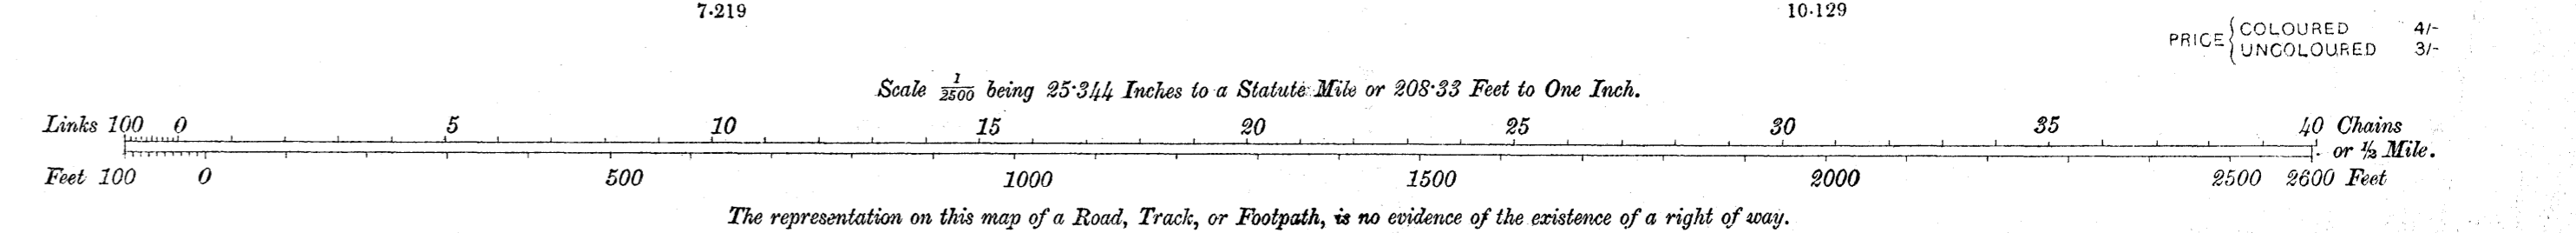 7·219 10·129
PRICE { COLOURED 4/-
UNCOLOURED 3/-
Scale 1/2500 being 25·344 Inches to a Statute Mile or 208·33 Feet to One Inch.
Links 100 0 5 10 15 20 25 30 35 40 Chains
or ½ Mile.
Feet 100 0 500 1000 1500 2000 2500 2600 Feet
The representation on this map of a Road, Track, or Footpath, is no evidence of the existence of a right of way.